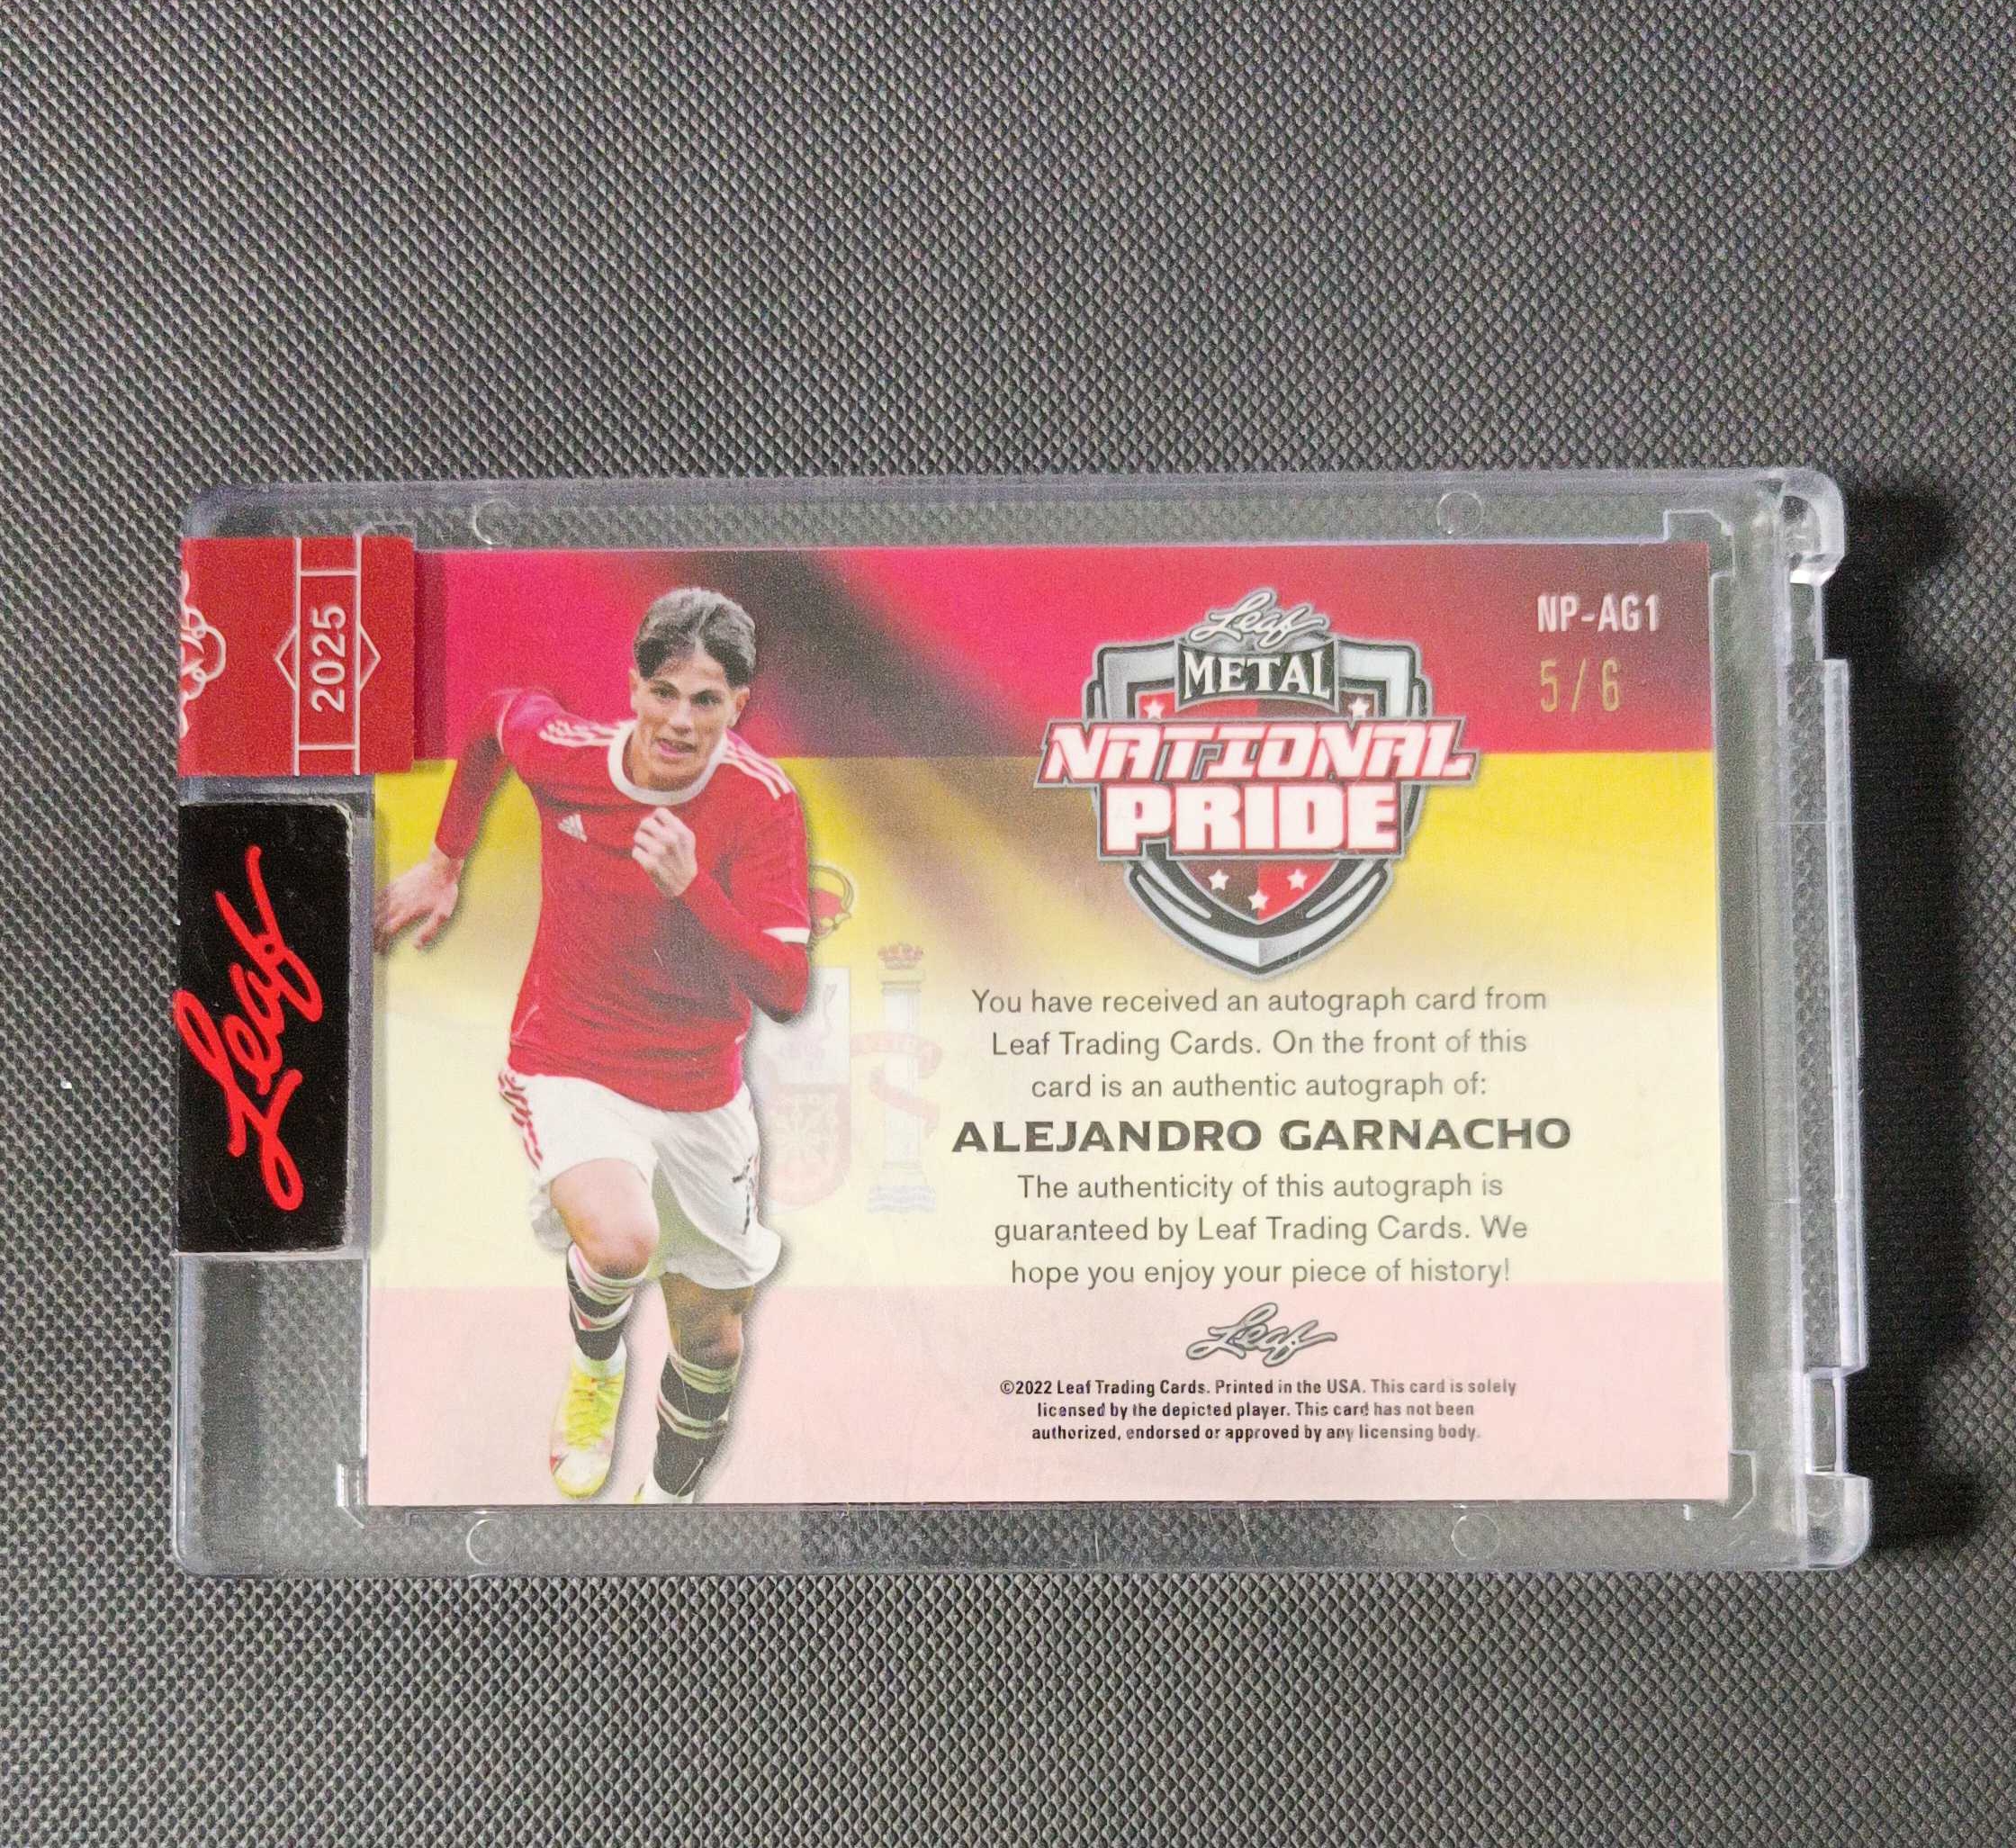 2025
Leaf
Leaf
METAL
NATIONAL
PRIDE
NP-AG1
5/6
You have received an autograph card from
Leaf Trading Cards. On the front of this
card is an authentic autograph of:
ALEJANDRO GARNACHO
The authenticity of this autograph is
guaranteed by Leaf Trading Cards. We
hope you enjoy your piece of history!
Leaf
©2022 Leaf Trading Cards. Printed in the USA. This card is solely
licensed by the depicted player. This card has not been
authorized, endorsed or approved by any licensing body.